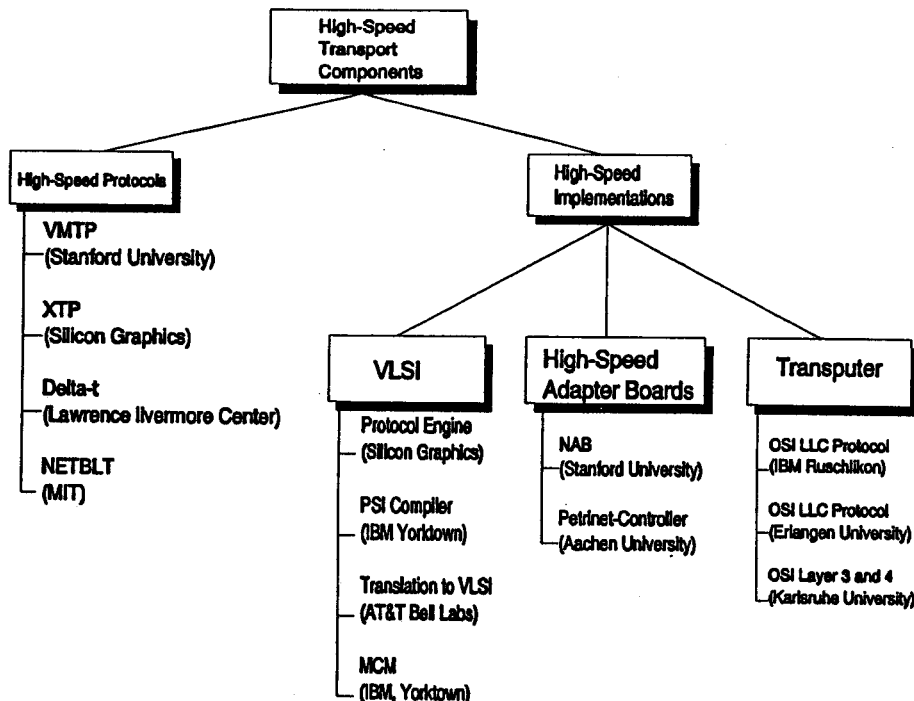 High-Speed
Transport
Components
High-Speed Protocols
VMTP
(Stanford University)
XTP
(Silicon Graphics)
Delta-t
(Lawrence livermore Center)
NETBLT
(MIT)
High-Speed
Implementations
VLSI
Protocol Engine
(Silicon Graphics)
PSI Compiler
(IBM Yorktown)
Translation to VLSI
(AT&T Bell Labs)
MCM
(IBM, Yorktown)
High-Speed
Adapter Boards
NAB
(Stanford University)
Petrinet-Controller
(Aachen University)
Transputer
OSI LLC Protocol
(IBM Ruschlikon)
OSI LLC Protocol
(Erlangen University)
OSI Layer 3 and 4
(Karlsruhe University)